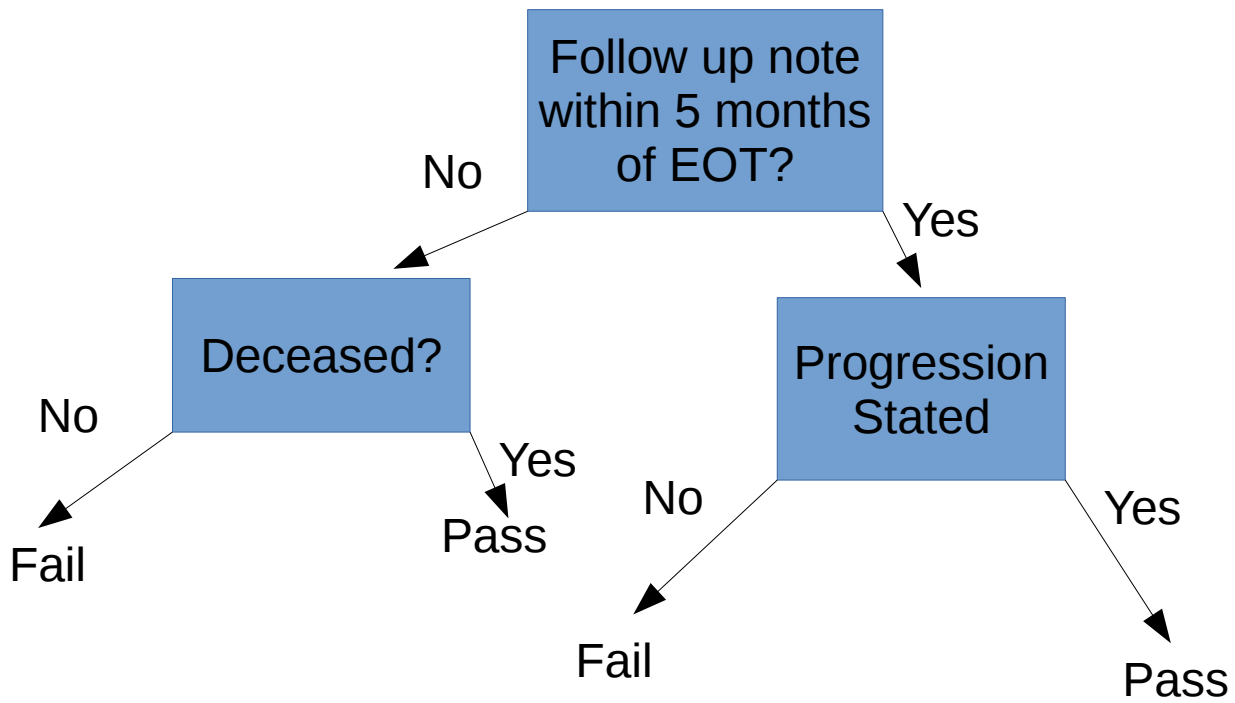 Follow up note
within 5 months
of EOT?
No
Yes
Deceased?
Progression
Stated
No
Yes
No
Yes
Pass
Fail
Fail
Pass